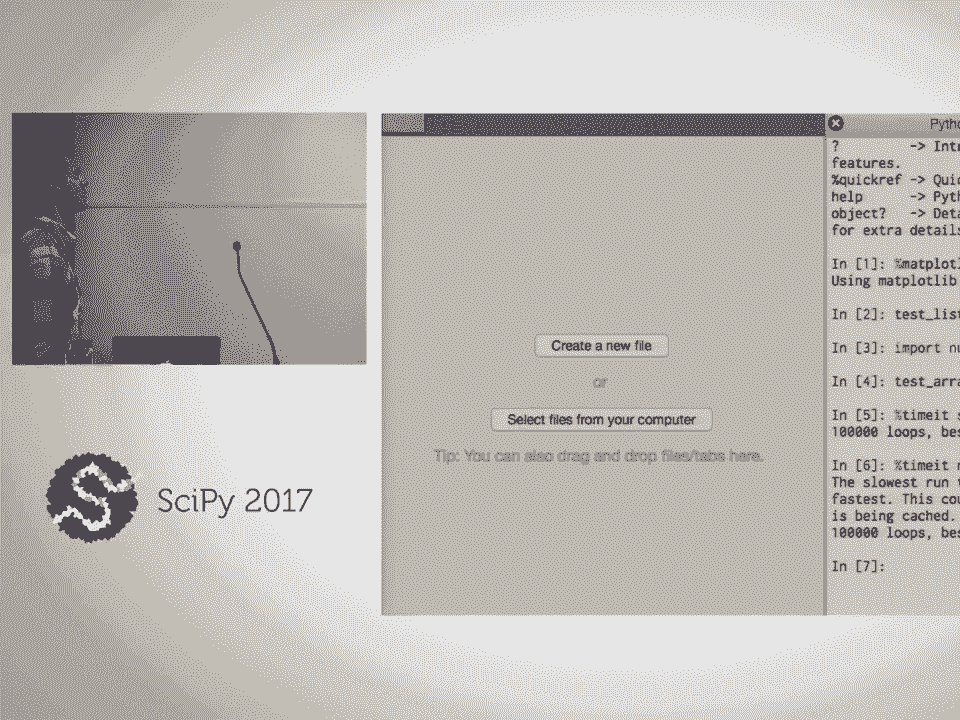 Create a new file
or
Select files from your computer
Tip: You can also drag and drop files/tabs here.
SciPy 2017
? -> Intr
features.
%quickref -> Quic
help -> Pyth
object? -> Deta
for extra details
In [1]: %matplotl
Using matplotlib
In [2]: test_list
In [3]: import nu
In [4]: test_arra
In [5]: %timeit s
100000 loops, bes
In [6]: %timeit n
The slowest run t
fastest. This cou
is being cached.
100000 loops, bes
In [7]: